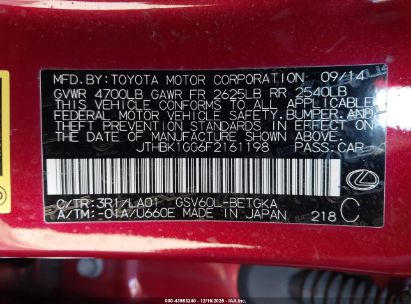 MFD.BY:TOYOTA MOTOR CORPORATION 09/14
GVWR 4700LB GAWR FR 2625LB RR 2540LB
THIS VEHICLE CONFORMS TO ALL APPLICABLE
FEDERAL MOTOR VEHICLE SAFETY,BUMPER,AND
THEFT PREVENTION STANDARDS IN EFFECT ON
THE DATE OF MANUFACTURE SHOWN ABOVE.
JTHBK1GG6F2161198 PASS.CAR
C/TR:3R1/LA01 GSV60L-BETGKA
A/TM:-01A/U660E MADE IN JAPAN 218 C